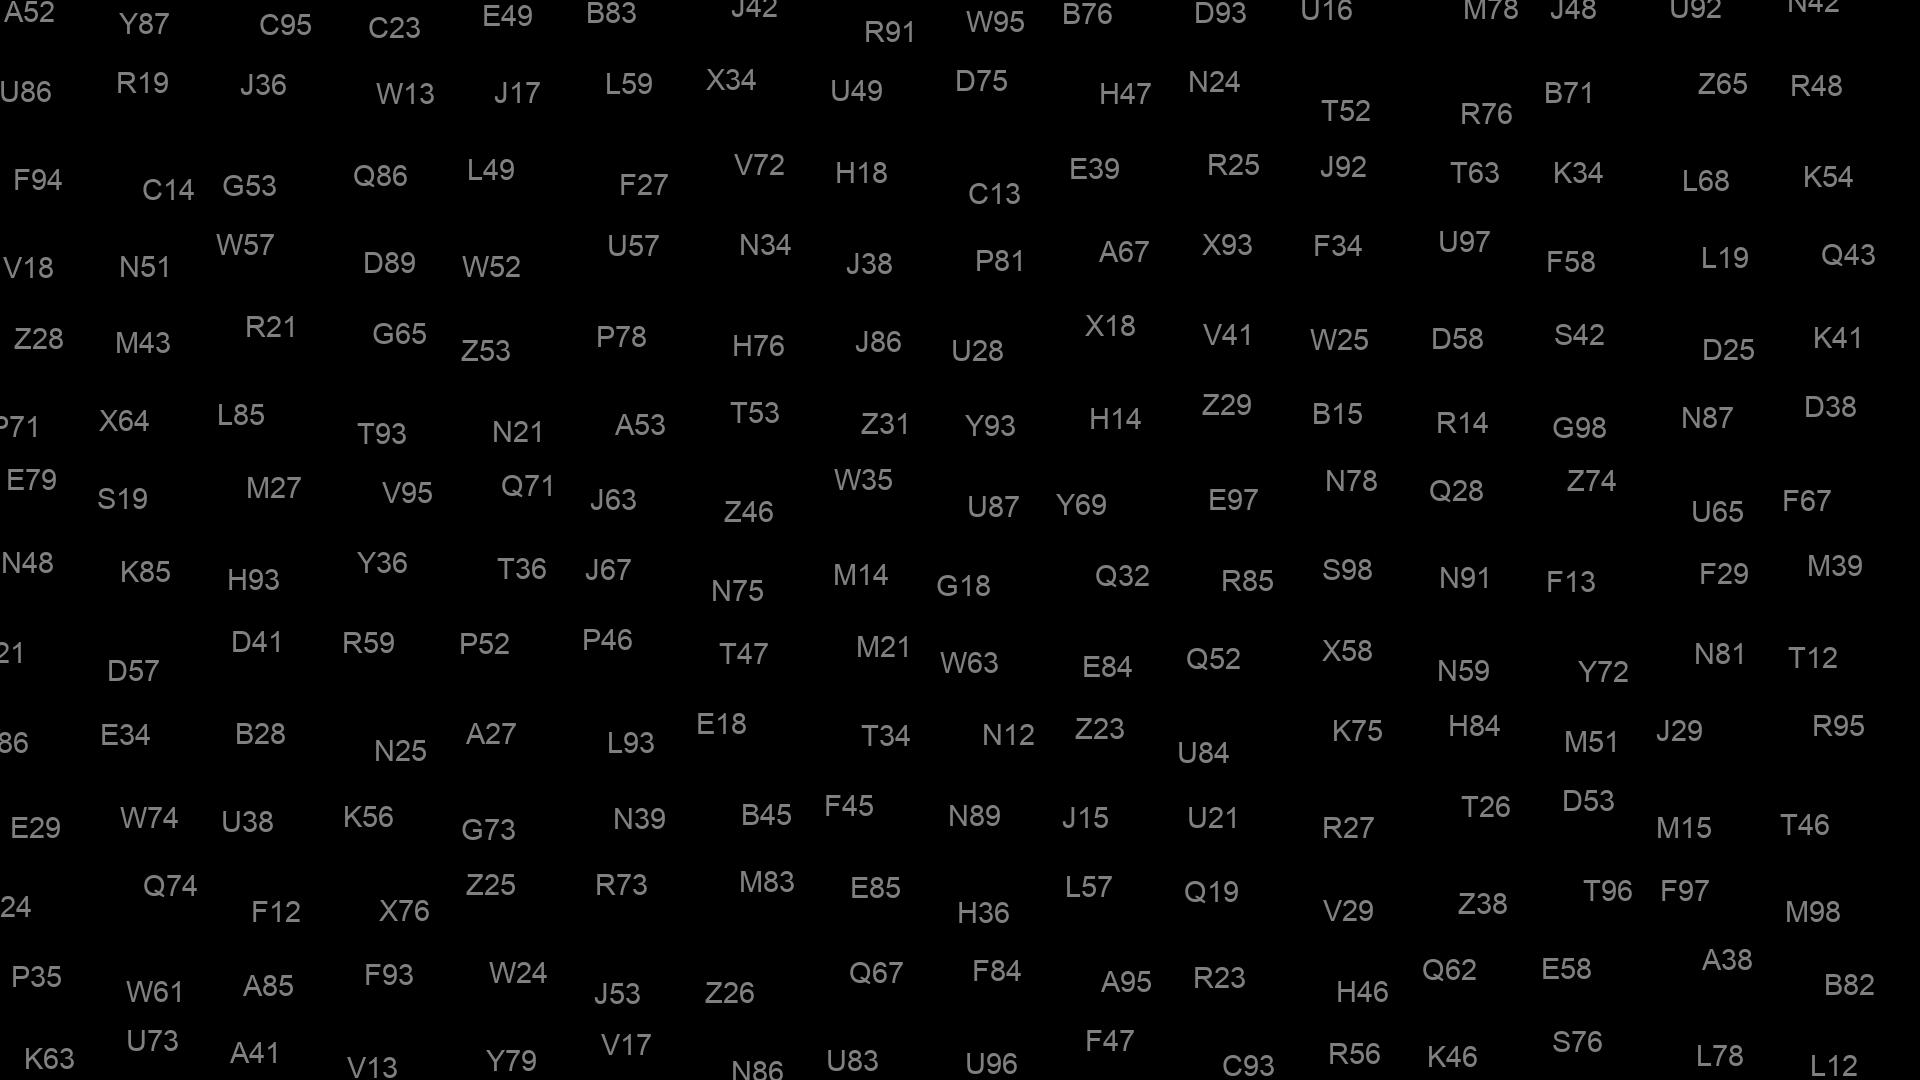 A52 Y87 C95 C23 E49 B83 J42 R91 W95 B76 D93 U16 M78 J48 U92 N42
U86 R19 J36 W13 J17 L59 X34 U49 D75 H47 N24 T52 R76 B71 Z65 R48
F94 C14 G53 Q86 L49 F27 V72 H18 C13 E39 R25 J92 T63 K34 L68 K54
V18 N51 W57 D89 W52 U57 N34 J38 P81 A67 X93 F34 U97 F58 L19 Q43
Z28 M43 R21 G65 Z53 P78 H76 J86 U28 X18 V41 W25 D58 S42 D25 K41
P71 X64 L85 T93 N21 A53 T53 Z31 Y93 H14 Z29 B15 R14 G98 N87 D38
E79 S19 M27 V95 Q71 J63 Z46 W35 U87 Y69 E97 N78 Q28 Z74 U65 F67
N48 K85 H93 Y36 T36 J67 N75 M14 G18 Q32 R85 S98 N91 F13 F29 M39
21 D57 D41 R59 P52 P46 T47 M21 W63 E84 Q52 X58 N59 Y72 N81 T12
86 E34 B28 N25 A27 L93 E18 T34 N12 Z23 U84 K75 H84 M51 J29 R95
E29 W74 U38 K56 G73 N39 B45 F45 N89 J15 U21 R27 T26 D53 M15 T46
24 Q74 F12 X76 Z25 R73 M83 E85 H36 L57 Q19 V29 Z38 T96 F97 M98
P35 W61 A85 F93 W24 J53 Z26 Q67 F84 A95 R23 H46 Q62 E58 A38 B82
K63 U73 A41 V13 Y79 V17 N86 U83 U96 F47 C93 R56 K46 S76 L78 L12